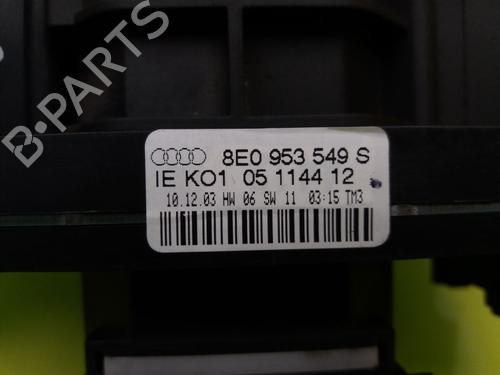 8E0 953 549 S
IE KO1 05 1144 12
10.12.03 HW 06 SW 11 03:15 TM3
B-PARTS